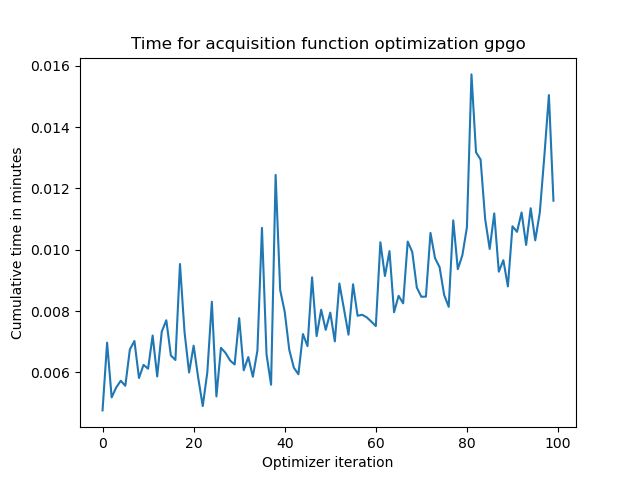 Time for acquisition function optimization gpgo
0.016
0.014
0.012
0.010
0.008
0.006
Cumulative time in minutes
0 20 40 60 80 100
Optimizer iteration